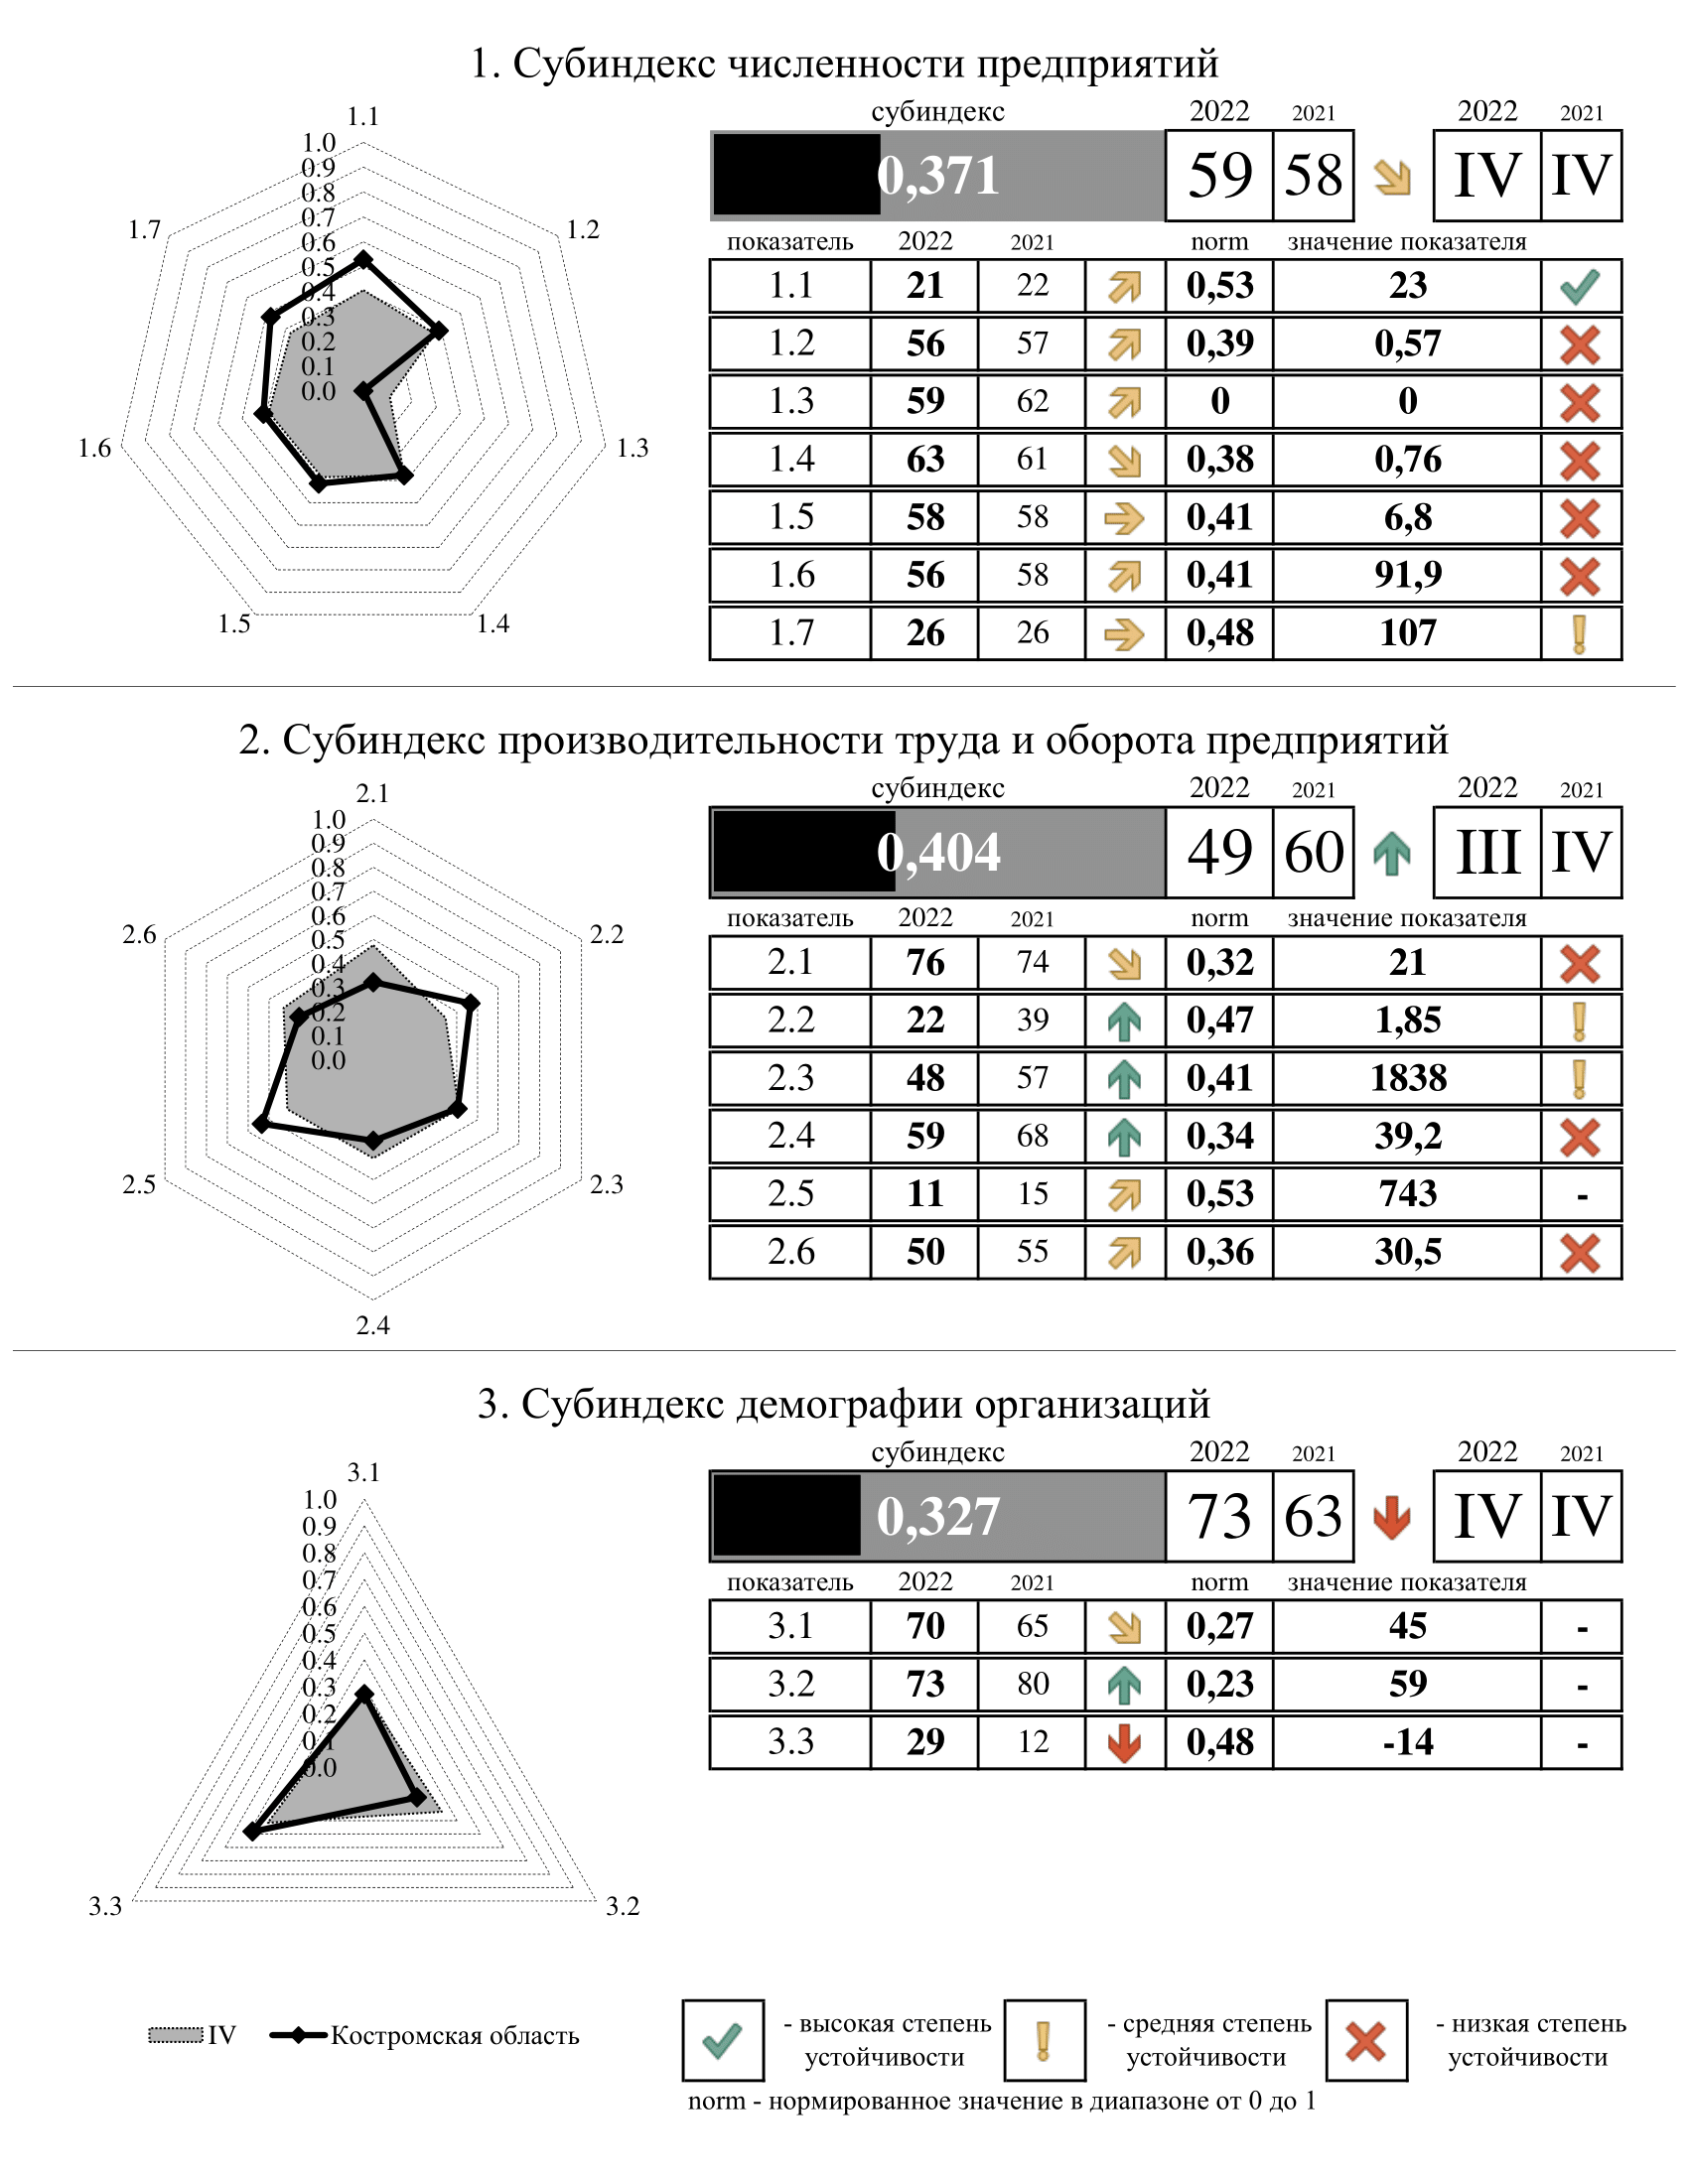 1. Субиндекс численности предприятий
1.1
1.0
0.9
0.8
0.7
0.6
0.5
0.4
0.3
0.2
0.1
0.0
1.2
1.3
1.4
1.5
1.6
1.7
субиндекс 2022 2021 2022 2021
0,371 59 58 IV IV
показатель 2022 2021 norm значение показателя
1.1 21 22 0,53 23
1.2 56 57 0,39 0,57
1.3 59 62 0 0
1.4 63 61 0,38 0,76
1.5 58 58 0,41 6,8
1.6 56 58 0,41 91,9
1.7 26 26 0,48 107
2. Субиндекс производительности труда и оборота предприятий
2.1
1.0
0.9
0.8
0.7
0.6
0.5
0.4
0.3
0.2
0.1
0.0
2.2
2.3
2.4
2.5
2.6
субиндекс 2022 2021 2022 2021
0,404 49 60 III IV
показатель 2022 2021 norm значение показателя
2.1 76 74 0,32 21
2.2 22 39 0,47 1,85
2.3 48 57 0,41 1838
2.4 59 68 0,34 39,2
2.5 11 15 0,53 743 -
2.6 50 55 0,36 30,5
3. Субиндекс демографии организаций
3.1
1.0
0.9
0.8
0.7
0.6
0.5
0.4
0.3
0.2
0.1
0.0
3.2
3.3
субиндекс 2022 2021 2022 2021
0,327 73 63 IV IV
показатель 2022 2021 norm значение показателя
3.1 70 65 0,27 45 -
3.2 73 80 0,23 59 -
3.3 29 12 0,48 -14 -
IV Костромская область
- высокая степень устойчивости
- средняя степень устойчивости
- низкая степень устойчивости
norm - нормированное значение в диапазоне от 0 до 1